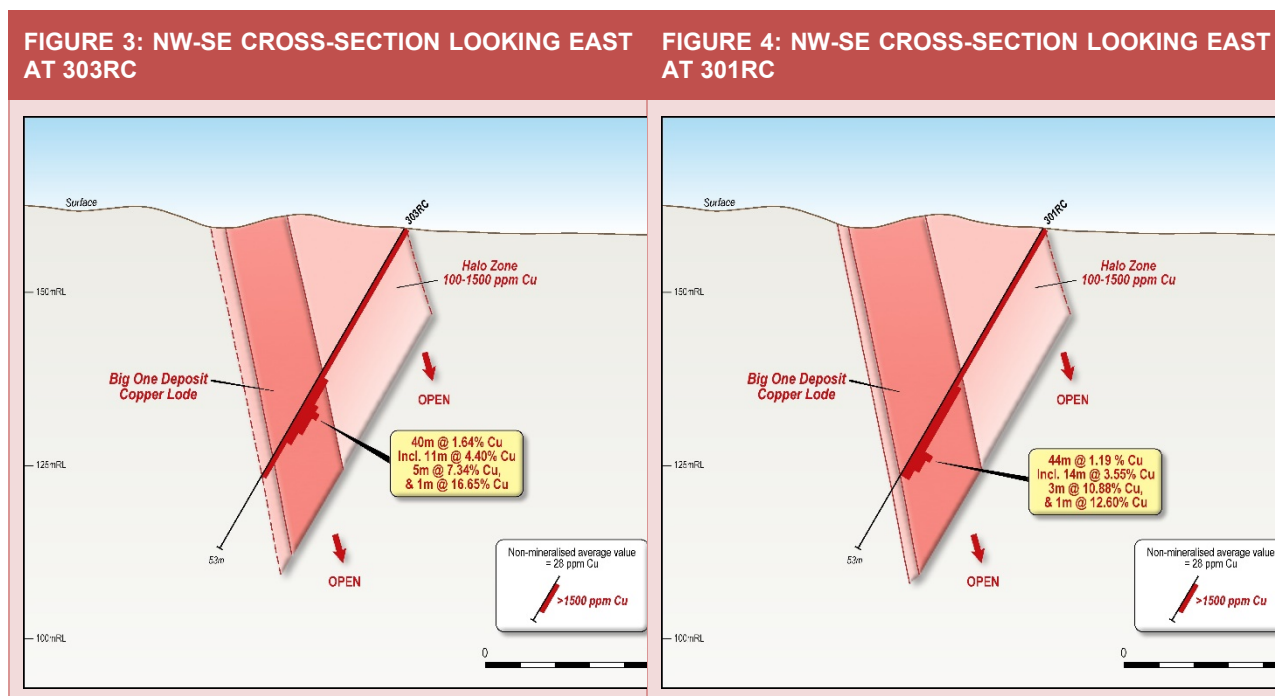 FIGURE 3: NW-SE CROSS-SECTION LOOKING EAST
AT 303RC
Surface
303RC
Halo Zone
100-1500 ppm Cu
150mRL
Big One Deposit
Copper Lode
OPEN
40m @ 1.64% Cu
Incl. 11m @ 4.40% Cu
5m @ 7.34% Cu,
& 1m @ 16.65% Cu
125mRL
53m
OPEN
Non-mineralised average value
= 28 ppm Cu
>1500 ppm Cu
100mRL
0
FIGURE 4: NW-SE CROSS-SECTION LOOKING EAST
AT 301RC
Surface
301RC
Halo Zone
100-1500 ppm Cu
150mRL
Big One Deposit
Copper Lode
OPEN
44m @ 1.19 % Cu
Incl. 14m @ 3.55% Cu
3m @ 10.88% Cu,
& 1m @ 12.60% Cu
125mRL
53m
OPEN
Non-mineralised average value
= 28 ppm Cu
>1500 ppm Cu
100mRL
0